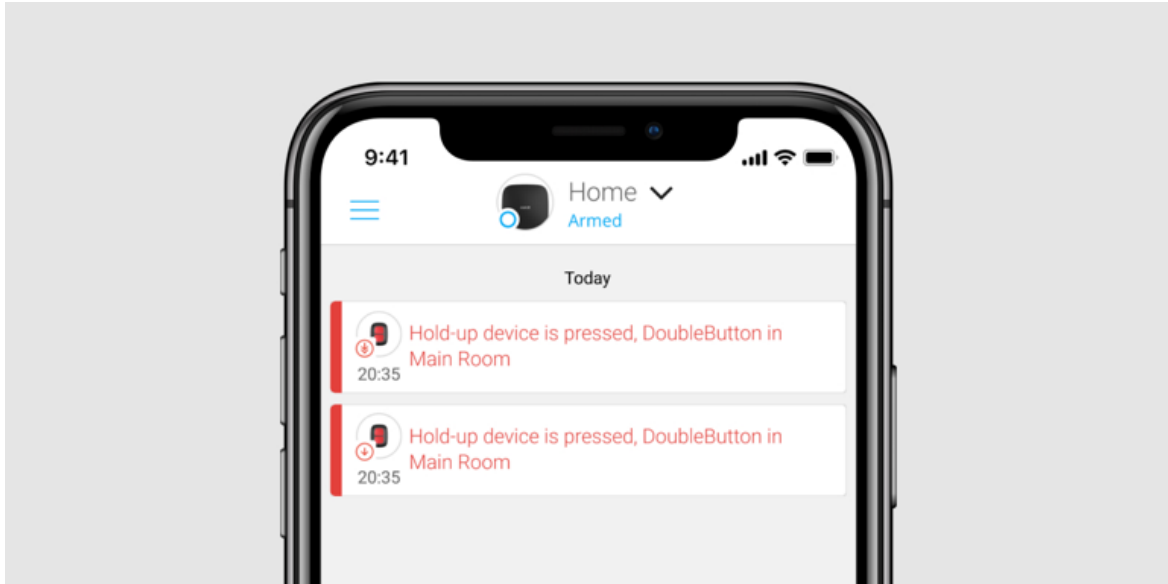 9:41
Home
Armed
Today
Hold-up device is pressed, DoubleButton in
Main Room
20:35
Hold-up device is pressed, DoubleButton in
Main Room
20:35